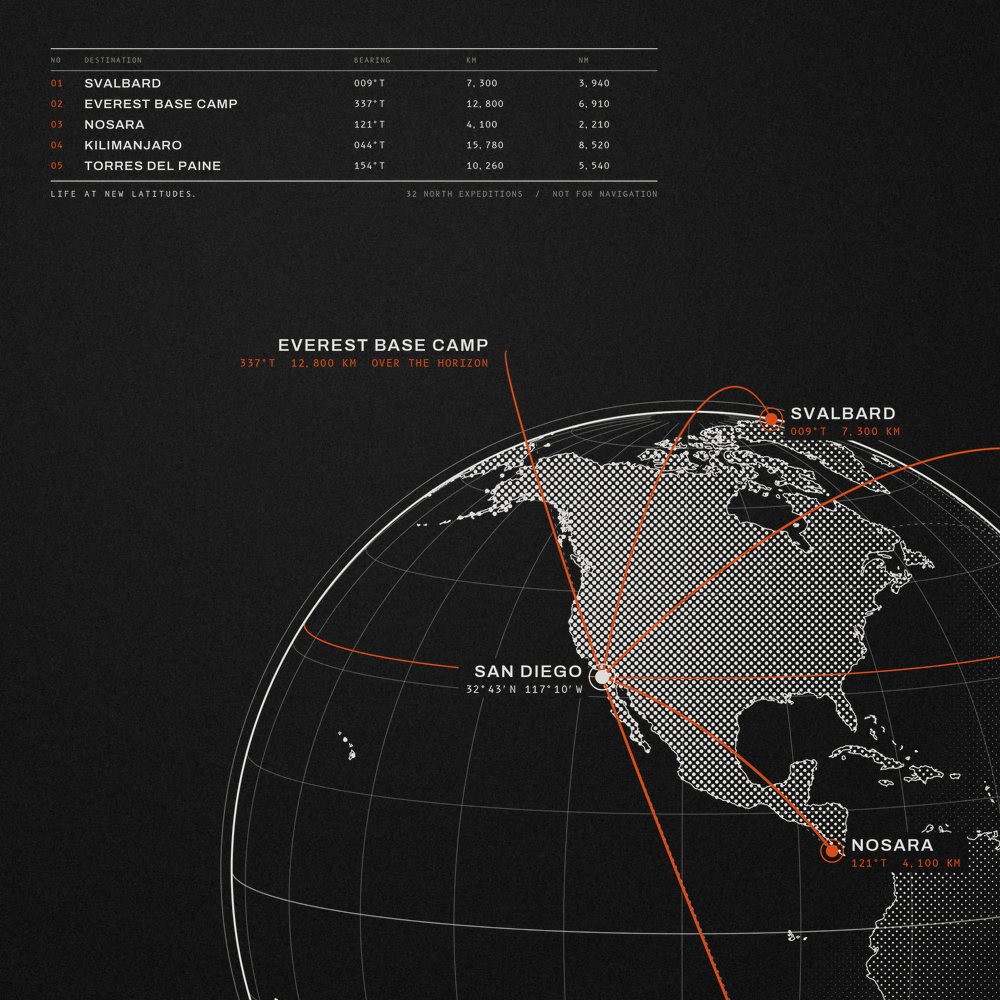 NO DESTINATION BEARING KM NM
01 SVALBARD 009°T 7,300 3,940
02 EVEREST BASE CAMP 337°T 12,800 6,910
03 NOSARA 121°T 4,100 2,210
04 KILIMANJARO 044°T 15,780 8,520
05 TORRES DEL PAINE 154°T 10,260 5,540
LIFE AT NEW LATITUDES. 32 NORTH EXPEDITIONS / NOT FOR NAVIGATION
EVEREST BASE CAMP
337°T 12,800 KM OVER THE HORIZON
SVALBARD
009°T 7,300 KM
SAN DIEGO
32°43'N 117°10'W
NOSARA
121°T 4,100 KM